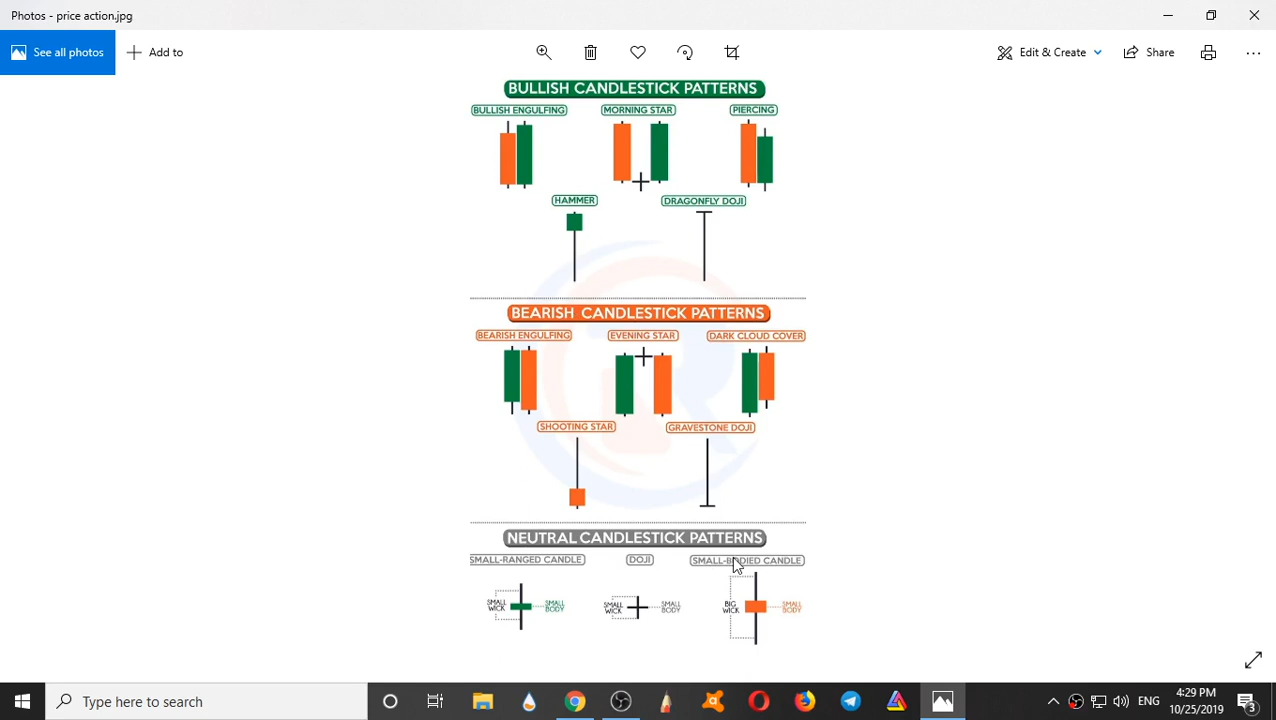 Photos - price action.jpg
See all photos
Add to
Edit & Create
Share
BULLISH CANDLESTICK PATTERNS
BULLISH ENGULFING
MORNING STAR
PIERCING
HAMMER
DRAGONFLY DOJI
BEARISH CANDLESTICK PATTERNS
BEARISH ENGULFING
EVENING STAR
DARK CLOUD COVER
SHOOTING STAR
GRAVESTONE DOJI
NEUTRAL CANDLESTICK PATTERNS
SMALL-RANGED CANDLE
DOJI
SMALL-BODIED CANDLE
SMALL
WICK
SMALL
BODY
SMALL
WICK
SMALL
BODY
BIG
WICK
SMALL
BODY
Type here to search
ENG
4:29 PM
10/25/2019
3